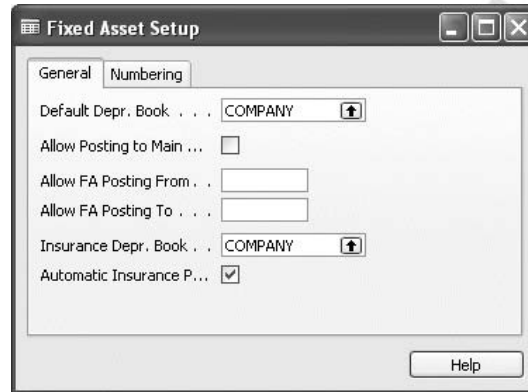 Fixed Asset Setup
General Numbering
Default Depr. Book . . . COMPANY
Allow Posting to Main ...
Allow FA Posting From . .
Allow FA Posting To . . .
Insurance Depr. Book . . COMPANY
Automatic Insurance P...
Help